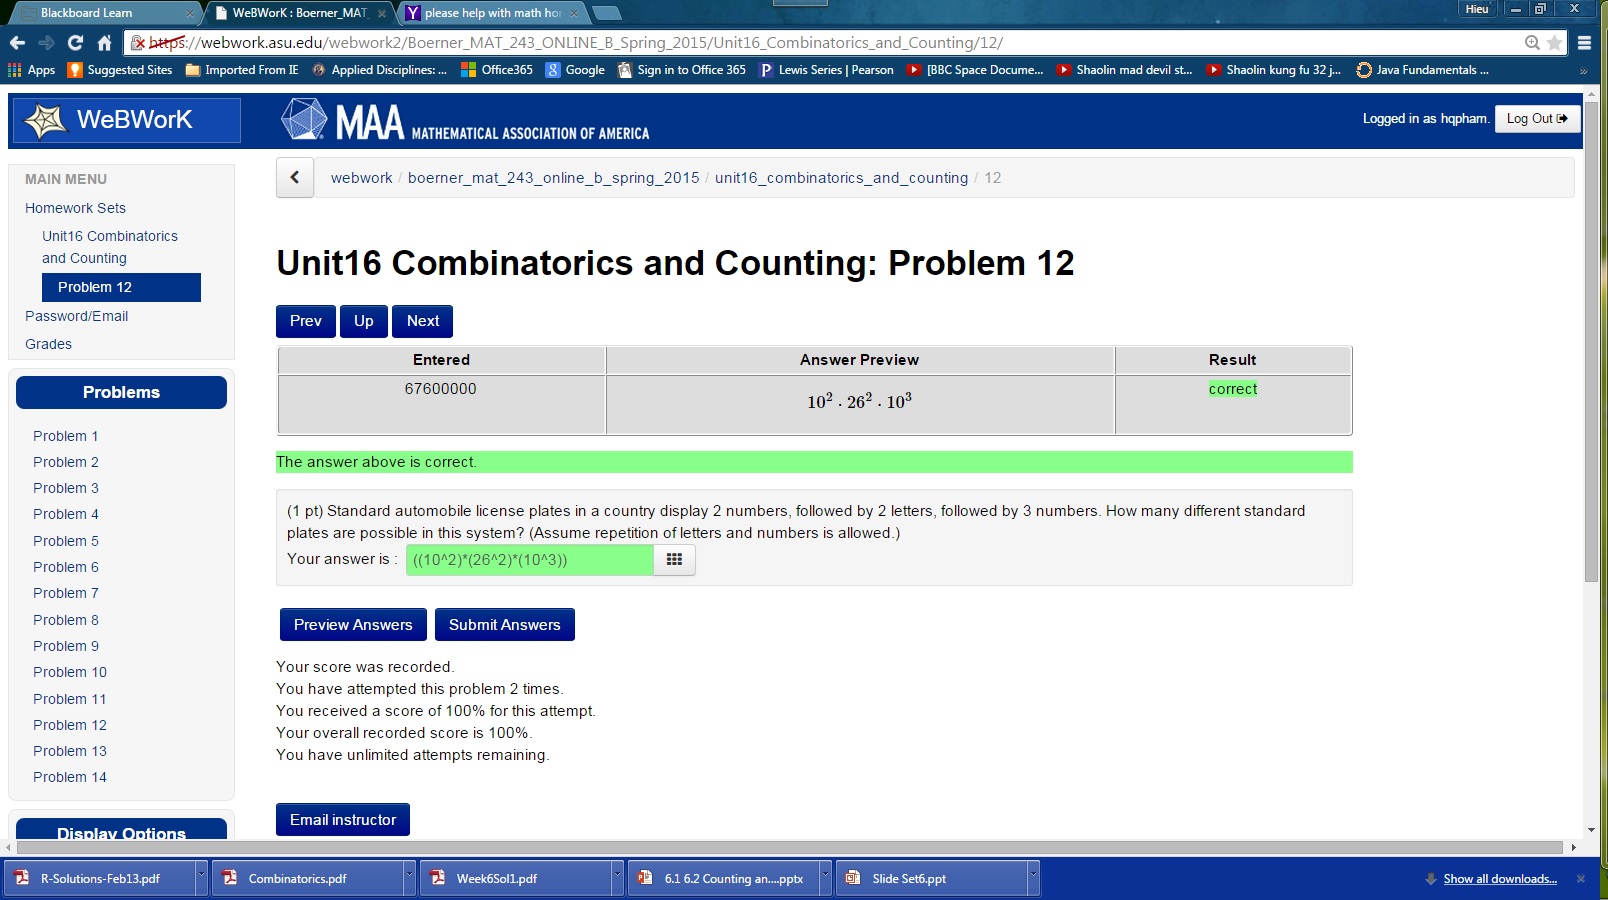 Blackboard Learn
WeBWorK : Boerner_MAT_
please help with math ho
Hieu
https://webwork.asu.edu/webwork2/Boerner_MAT_243_ONLINE_B_Spring_2015/Unit16_Combinatorics_and_Counting/12/
Apps Suggested Sites Imported From IE Applied Disciplines: ... Office365 Google Sign in to Office 365 Lewis Series | Pearson [BBC Space Docume... Shaolin mad devil st... Shaolin kung fu 32 j... Java Fundamentals ...
WeBWorK
MAA MATHEMATICAL ASSOCIATION OF AMERICA
Logged in as hqpham. Log Out
MAIN MENU
Homework Sets
Unit16 Combinatorics
and Counting
Problem 12
Password/Email
Grades
Problems
Problem 1
Problem 2
Problem 3
Problem 4
Problem 5
Problem 6
Problem 7
Problem 8
Problem 9
Problem 10
Problem 11
Problem 12
Problem 13
Problem 14
Display Options
webwork / boerner_mat_243_online_b_spring_2015 / unit16_combinatorics_and_counting / 12
Unit16 Combinatorics and Counting: Problem 12
Prev Up Next
Entered Answer Preview Result
67600000 10² · 26² · 10³ correct
The answer above is correct.
(1 pt) Standard automobile license plates in a country display 2 numbers, followed by 2 letters, followed by 3 numbers. How many different standard
plates are possible in this system? (Assume repetition of letters and numbers is allowed.)
Your answer is : ((10^2)*(26^2)*(10^3))
Preview Answers Submit Answers
Your score was recorded.
You have attempted this problem 2 times.
You received a score of 100% for this attempt.
Your overall recorded score is 100%.
You have unlimited attempts remaining.
Email instructor
R-Solutions-Feb13.pdf Combinatorics.pdf Week6Sol1.pdf 6.1 6.2 Counting an....pptx Slide Set6.ppt Show all downloads...